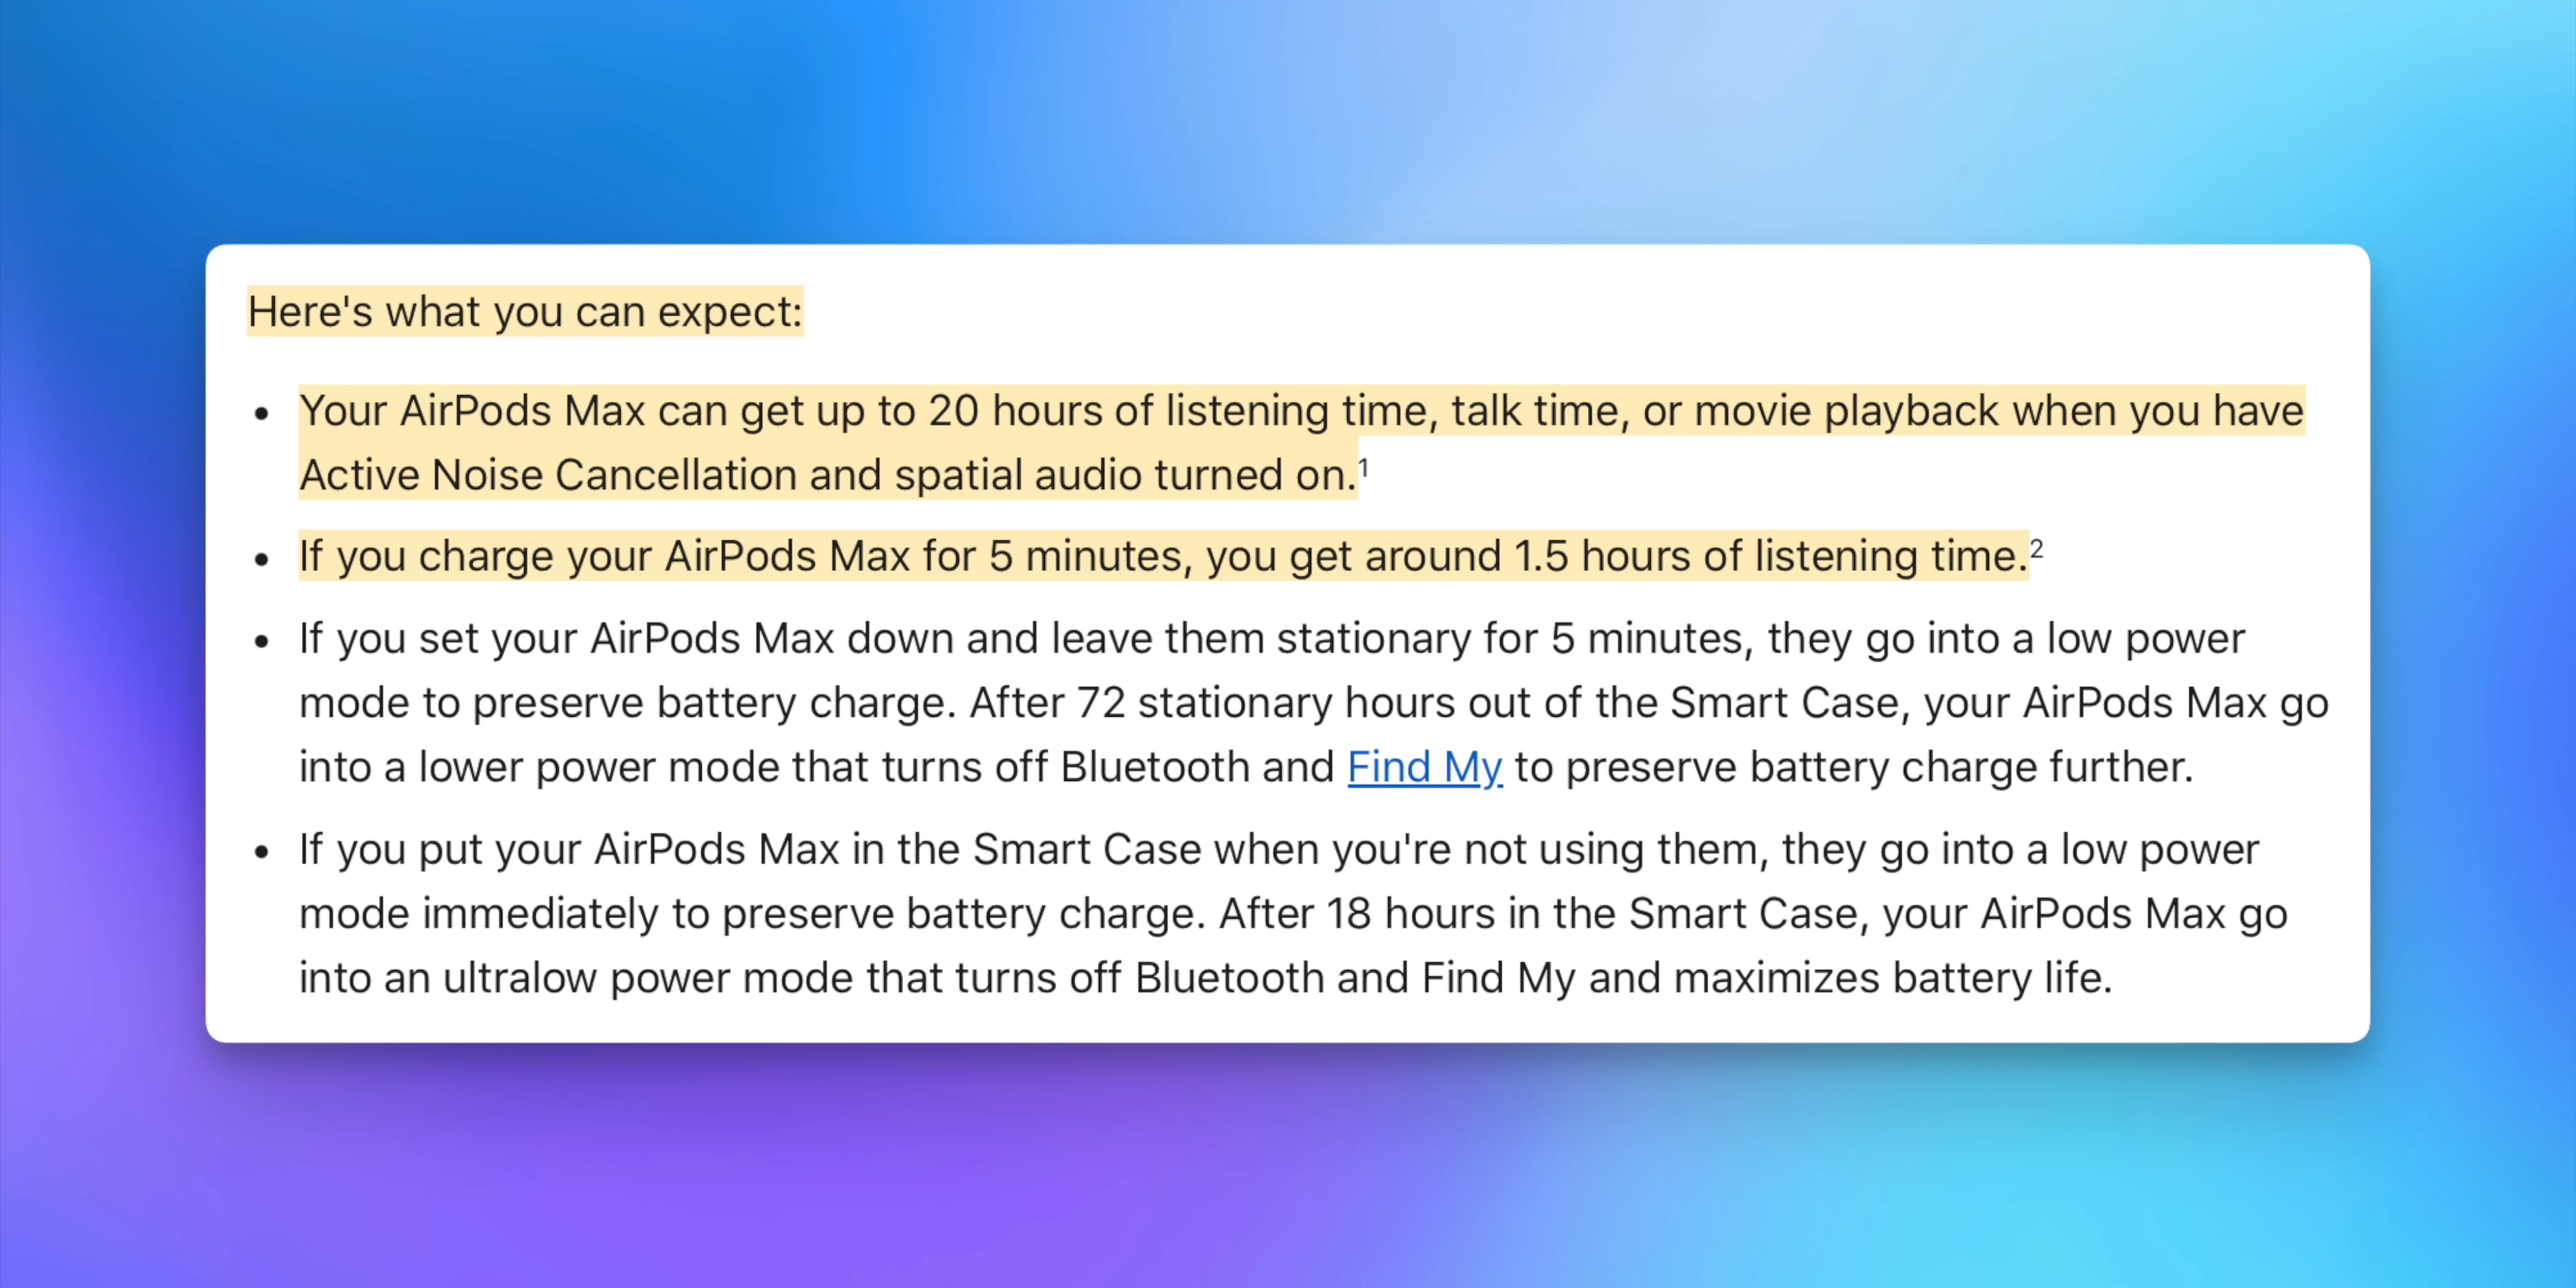 Here's what you can expect:
• Your AirPods Max can get up to 20 hours of listening time, talk time, or movie playback when you have
Active Noise Cancellation and spatial audio turned on.¹
• If you charge your AirPods Max for 5 minutes, you get around 1.5 hours of listening time.²
• If you set your AirPods Max down and leave them stationary for 5 minutes, they go into a low power
mode to preserve battery charge. After 72 stationary hours out of the Smart Case, your AirPods Max go
into a lower power mode that turns off Bluetooth and Find My to preserve battery charge further.
• If you put your AirPods Max in the Smart Case when you're not using them, they go into a low power
mode immediately to preserve battery charge. After 18 hours in the Smart Case, your AirPods Max go
into an ultralow power mode that turns off Bluetooth and Find My and maximizes battery life.